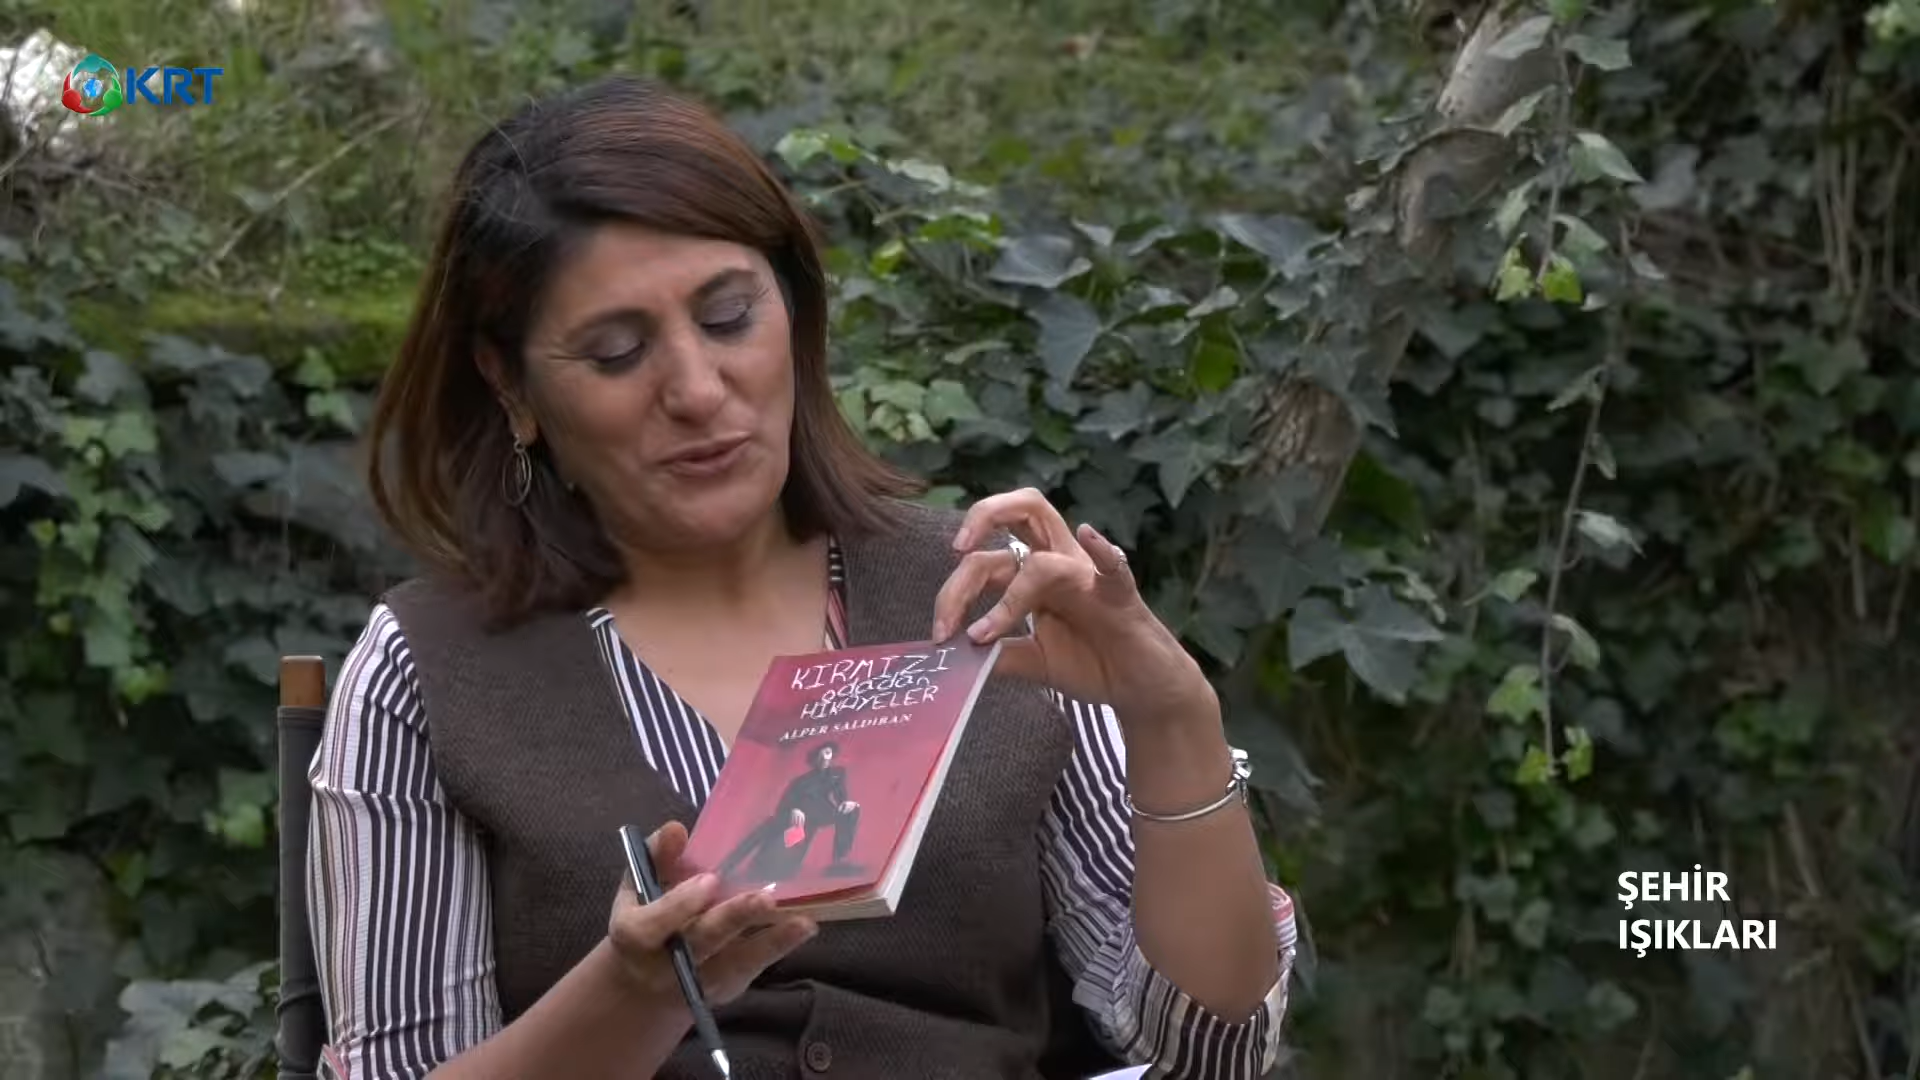 KRT
KIRMIZI
odadan
HİKAYELER
ALPER SALDIRAN
ŞEHİR
IŞIKLARI